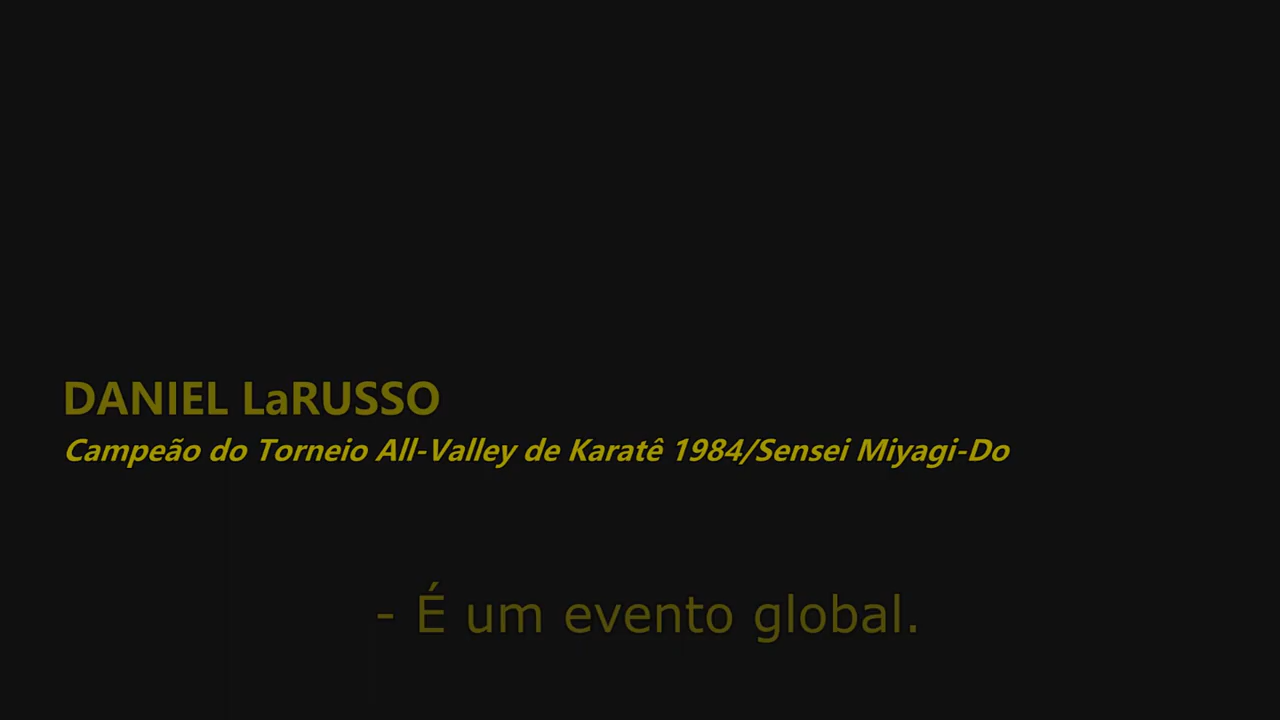 DANIEL LaRUSSO
Campeão do Torneio All-Valley de Karatê 1984/Sensei Miyagi-Do
- É um evento global.